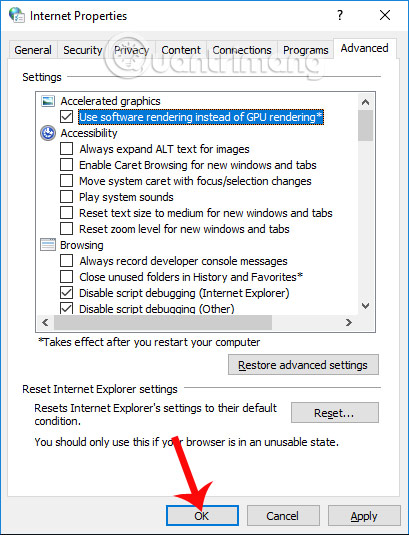 Internet Properties
General Security Privacy Content Connections Programs Advanced
Quantrimang
Settings
Accelerated graphics
Use software rendering instead of GPU rendering*
Accessibility
Always expand ALT text for images
Enable Caret Browsing for new windows and tabs
Move system caret with focus/selection changes
Play system sounds
Reset text size to medium for new windows and tabs
Reset zoom level for new windows and tabs
Browsing
Always record developer console messages
Close unused folders in History and Favorites*
Disable script debugging (Internet Explorer)
Disable script debugging (Other)
*Takes effect after you restart your computer
Restore advanced settings
Reset Internet Explorer settings
Resets Internet Explorer's settings to their default
condition.
Reset...
You should only use this if your browser is in an unusable state.
OK Cancel Apply